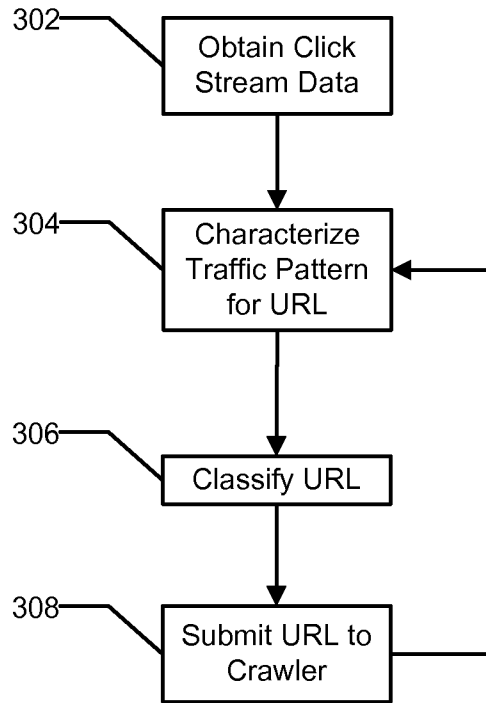 302
Obtain Click
Stream Data
304
Characterize
Traffic Pattern
for URL
306
Classify URL
308
Submit URL to
Crawler